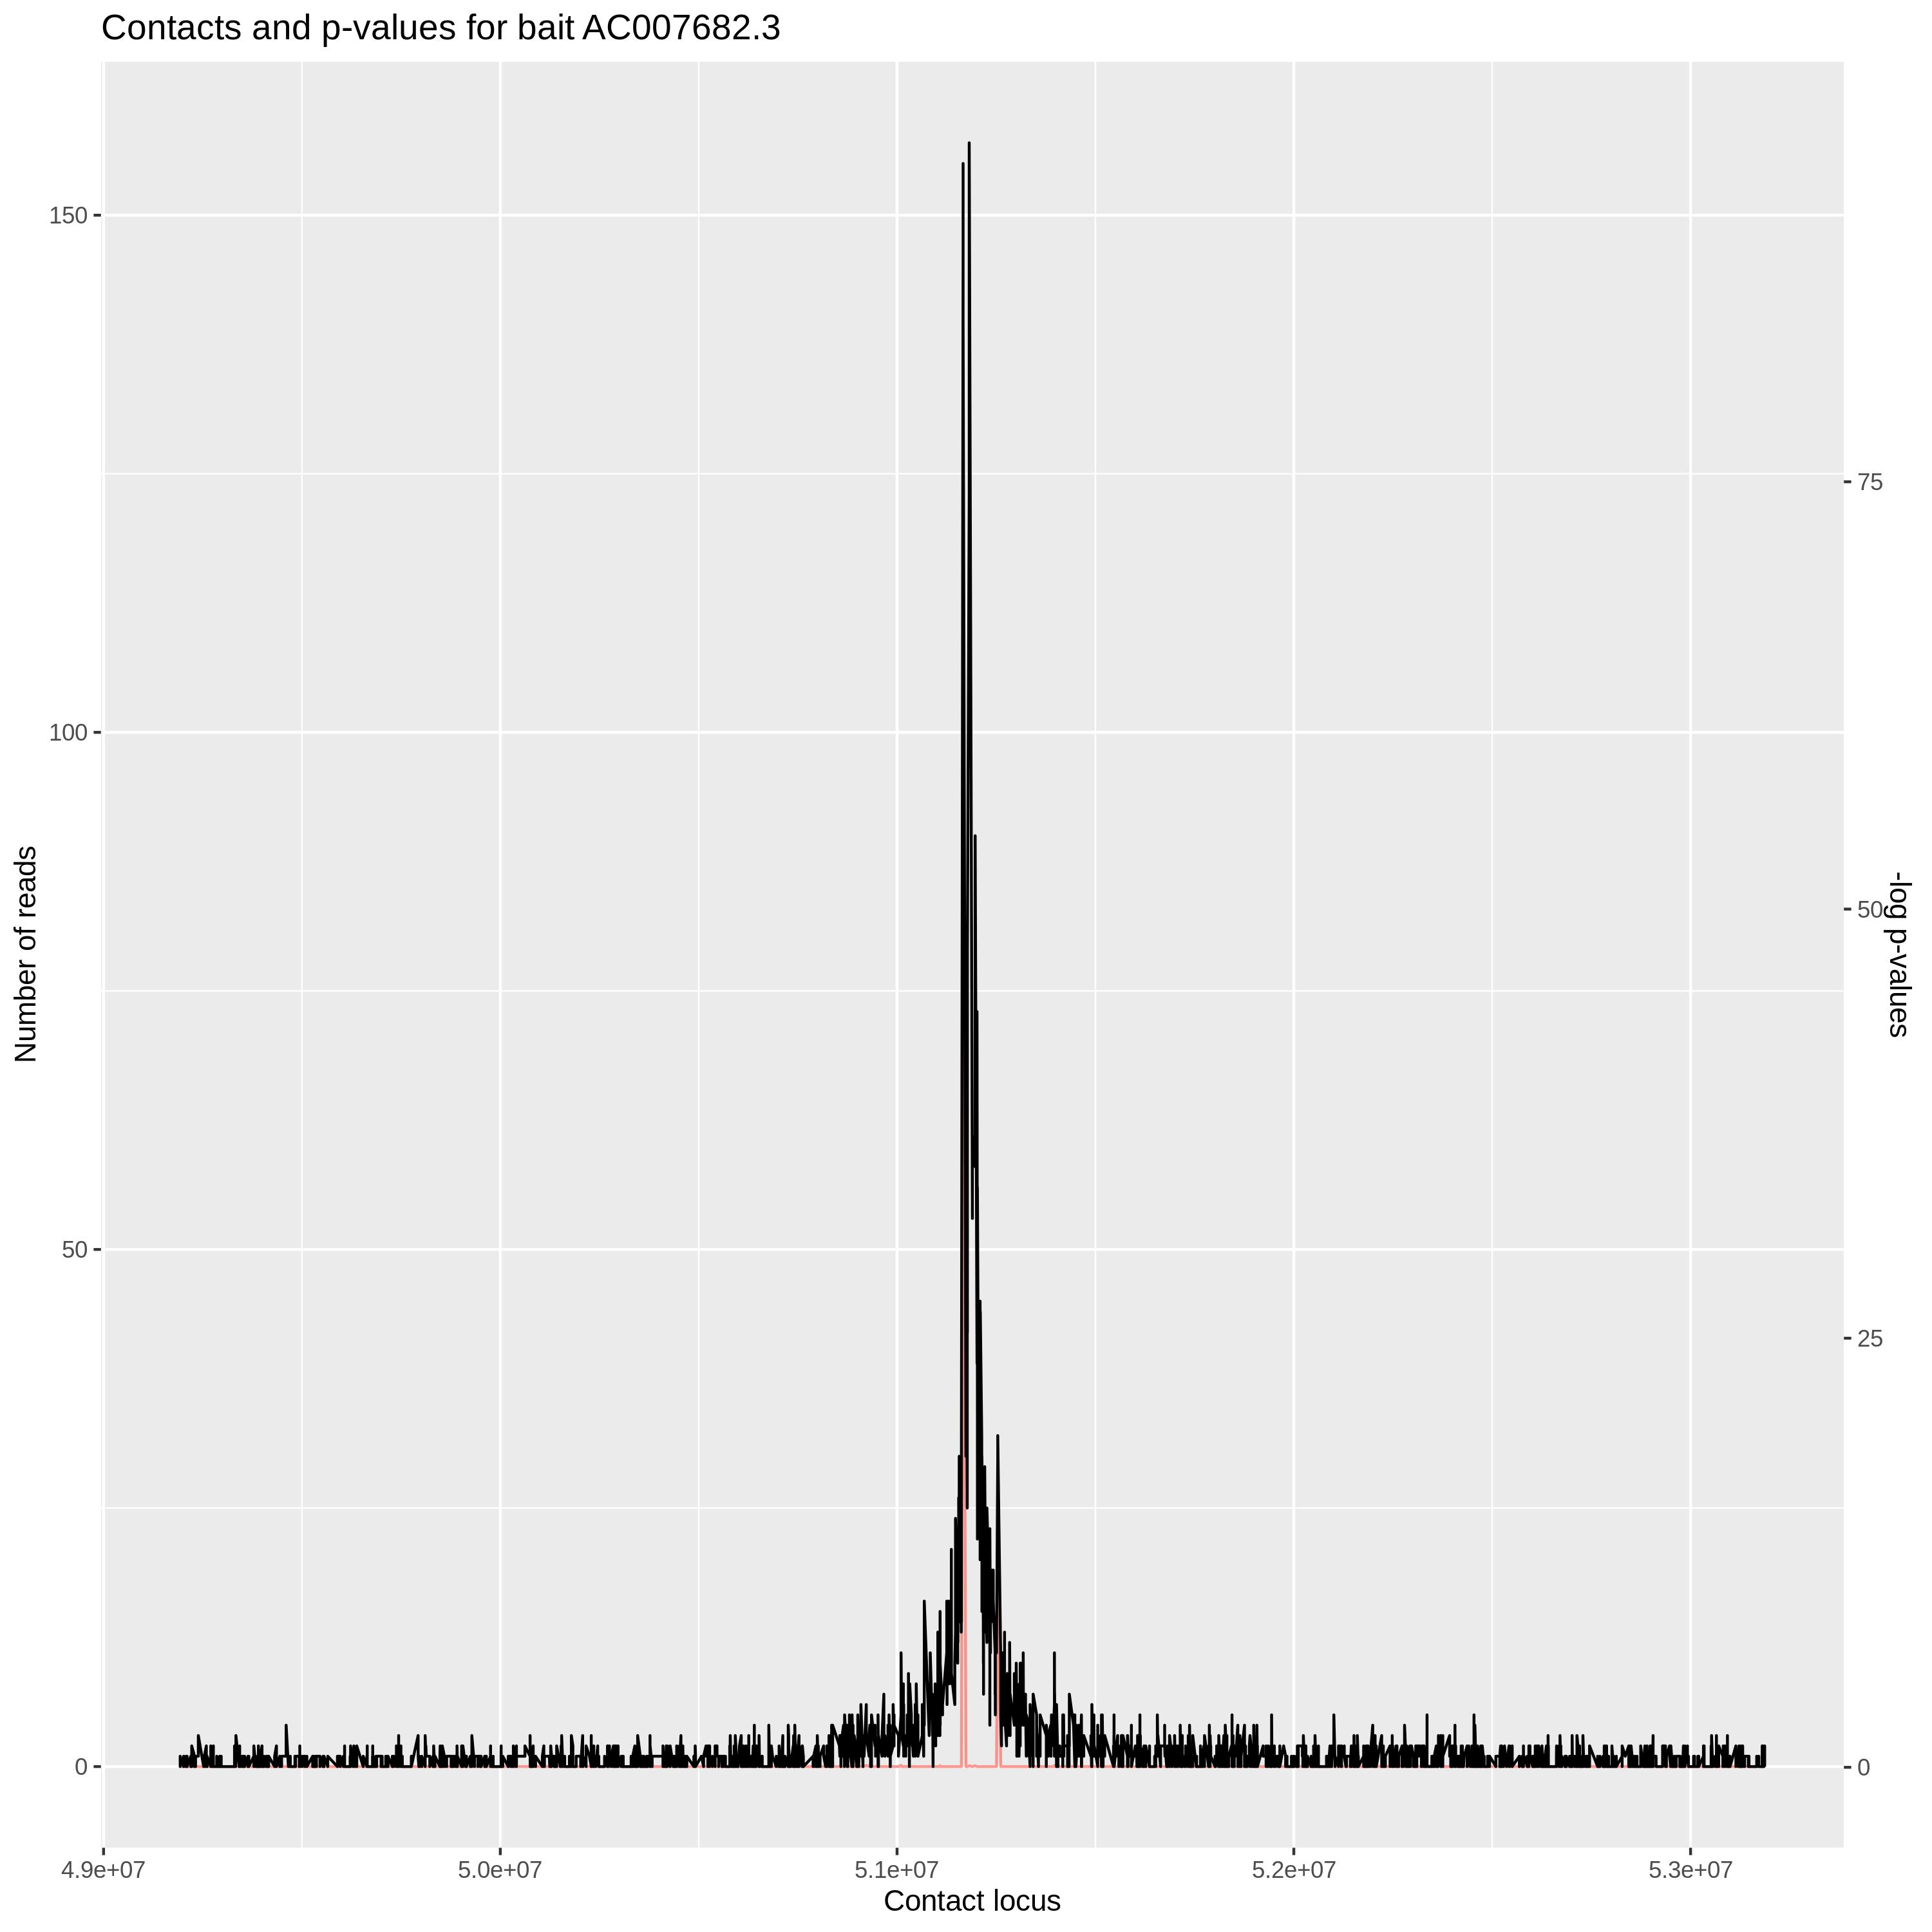 Contacts and p-values for bait AC007682.3
150
100
50
0
Number of reads
75
50
25
0
-log p-values
4.9e+07
5.0e+07
5.1e+07
5.2e+07
5.3e+07
Contact locus